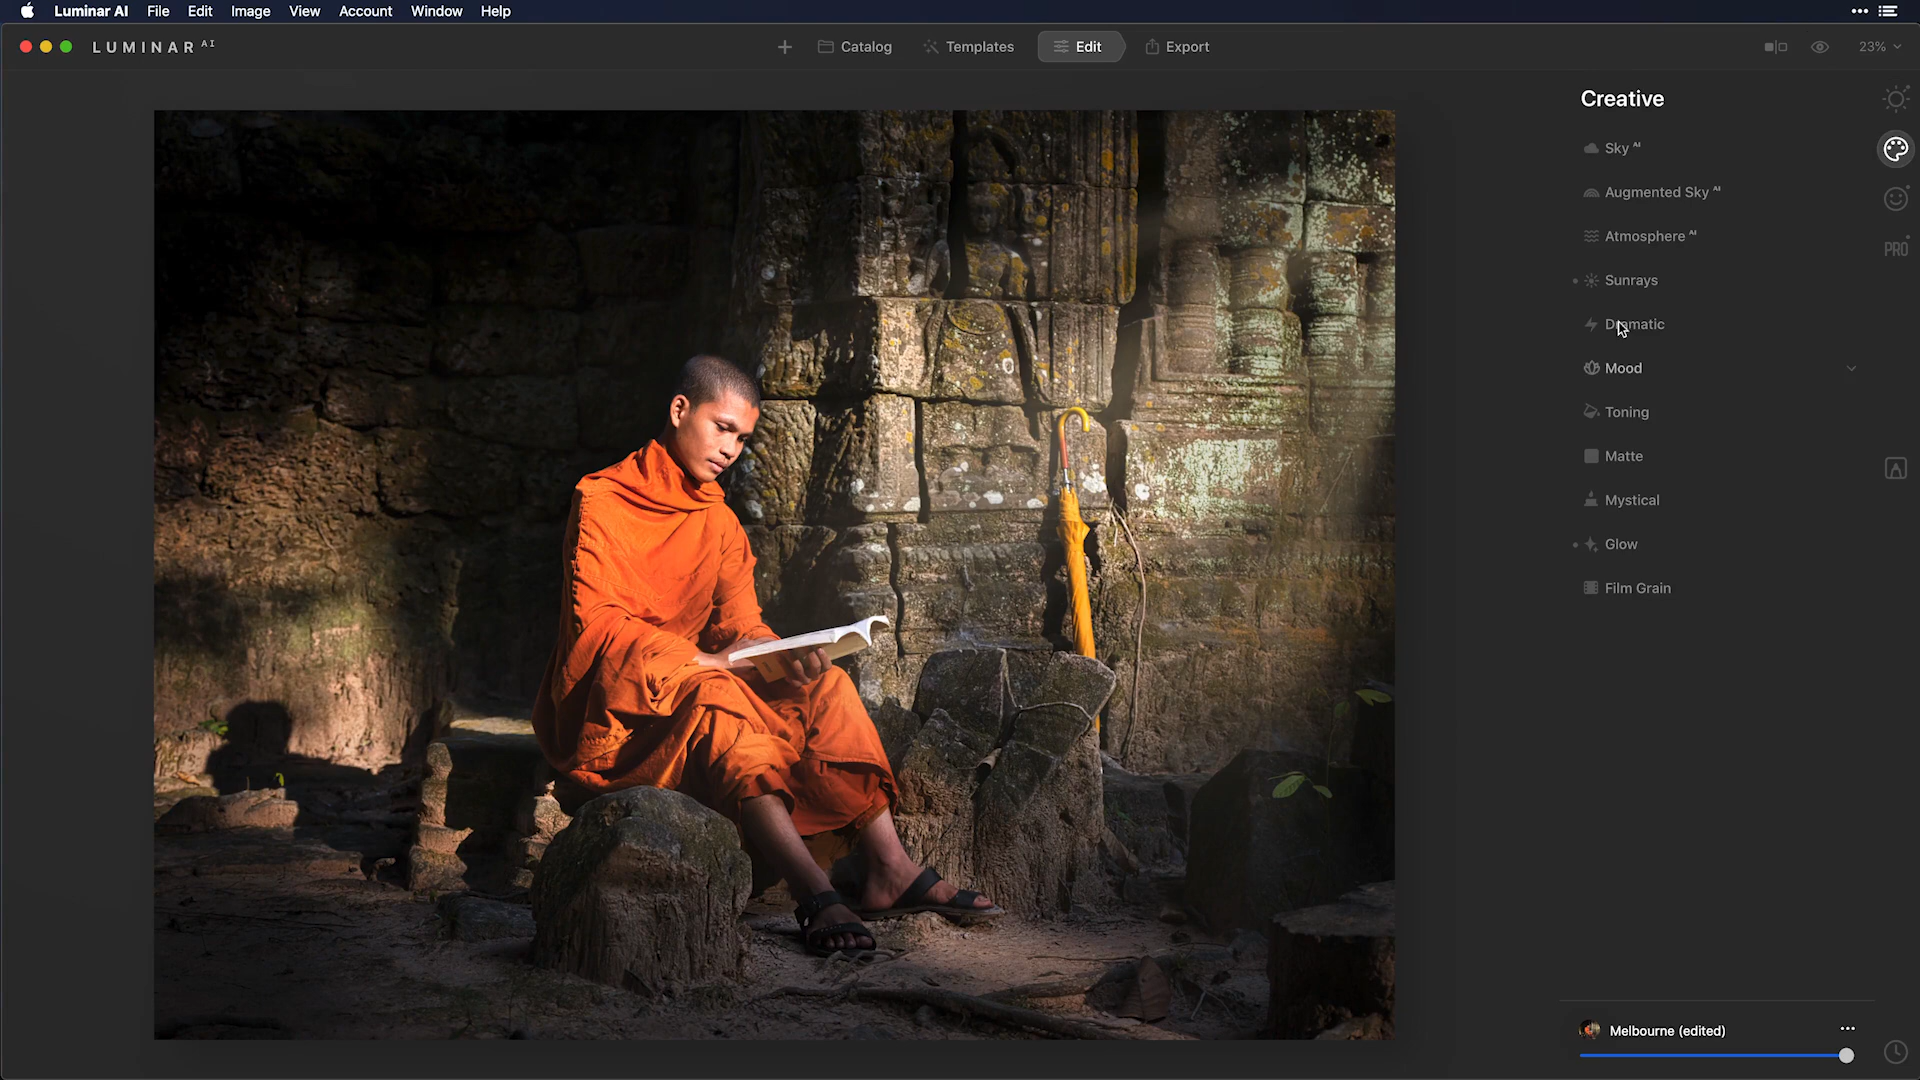 Luminar AI File Edit Image View Account Window Help
LUMINAR AI
Catalog Templates Edit Export
23%
Creative
Sky AI
Augmented Sky AI
Atmosphere AI
Sunrays
Dramatic
Mood
Toning
Matte
Mystical
Glow
Film Grain
PRO
Melbourne (edited)